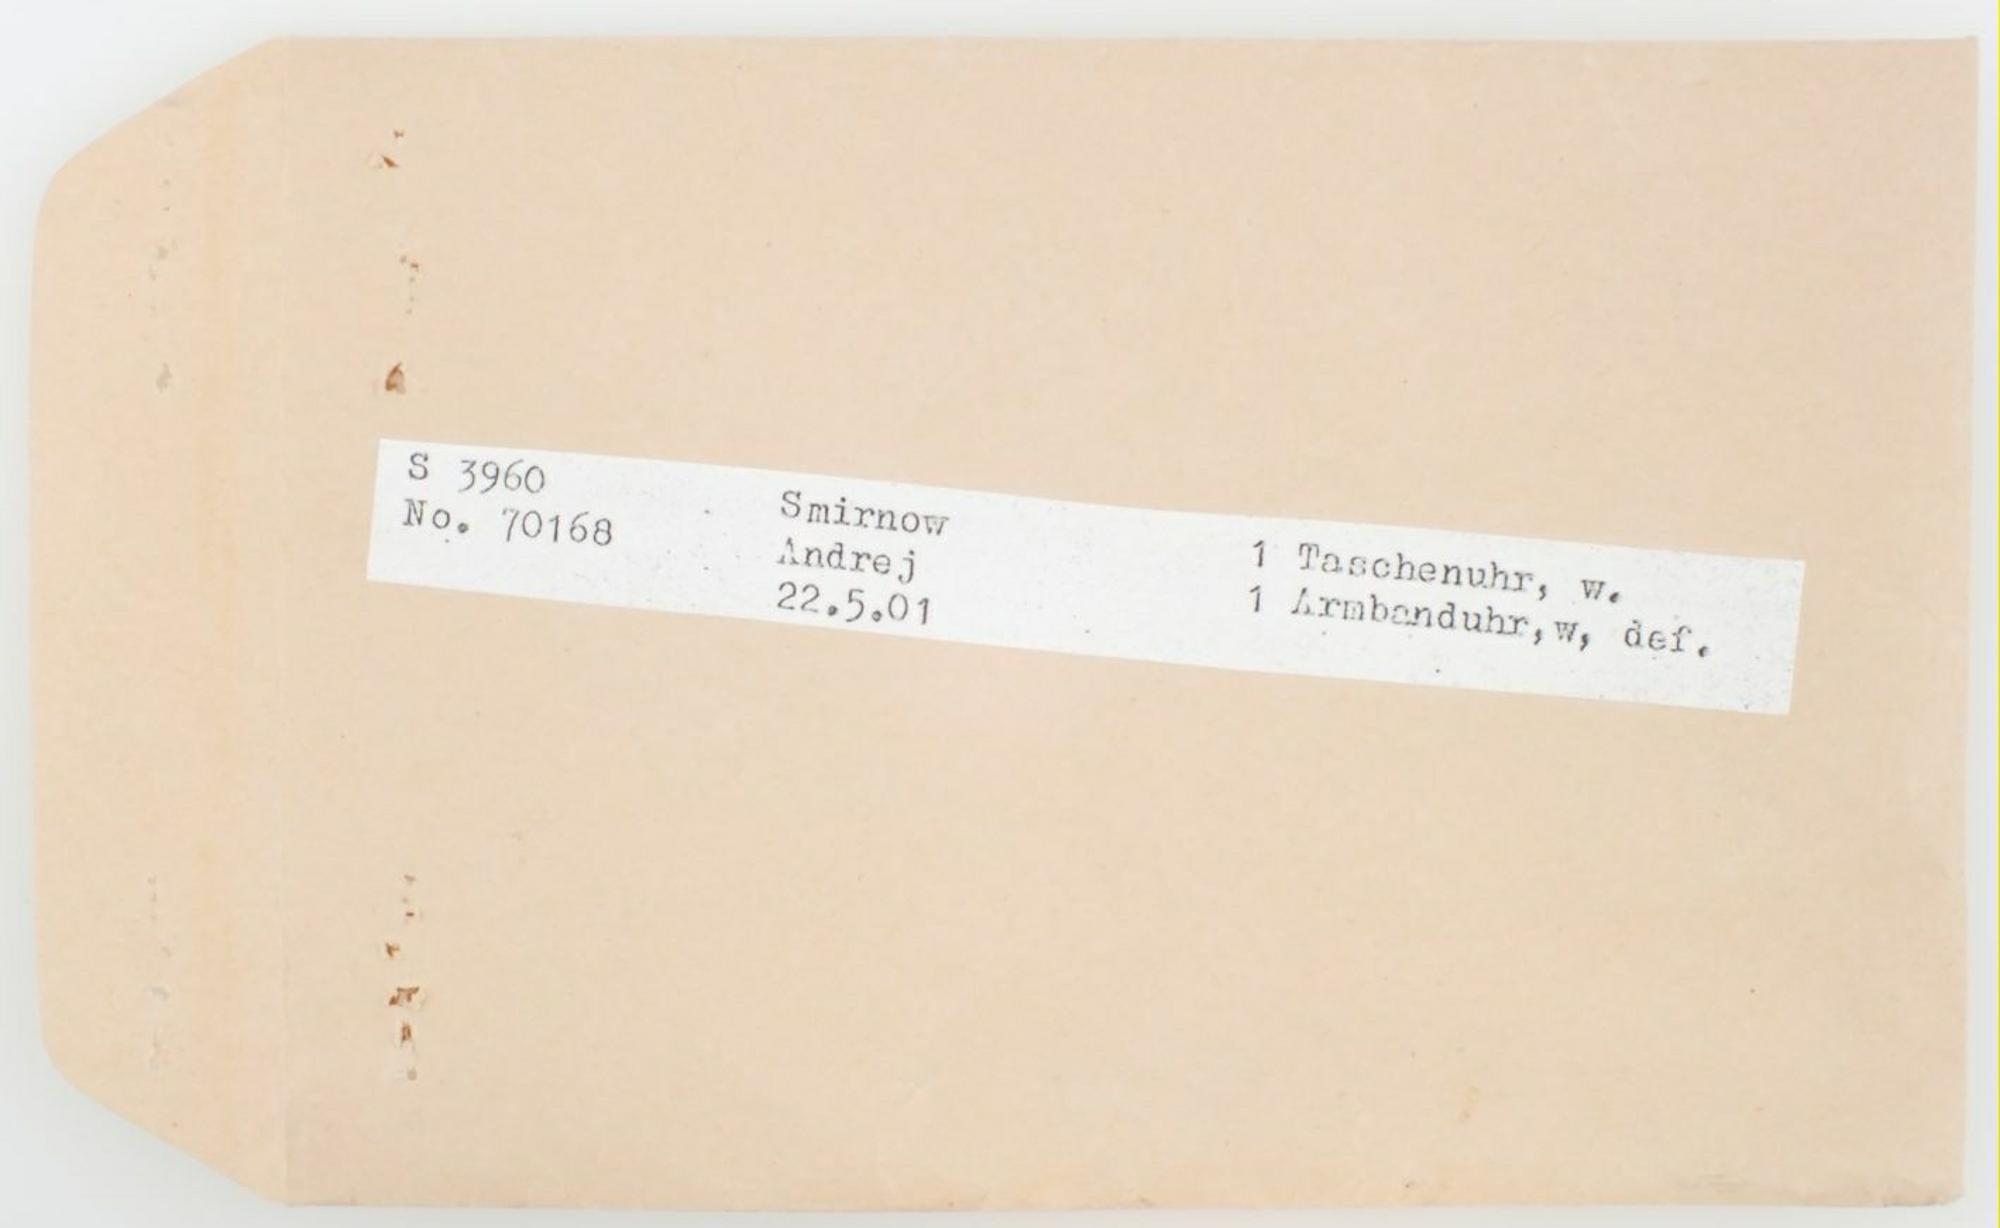 S 3960
No. 70168
Smirnow
Andrej
22.5.01
1 Taschenuhr, w.
1 Armbanduhr,w, def.